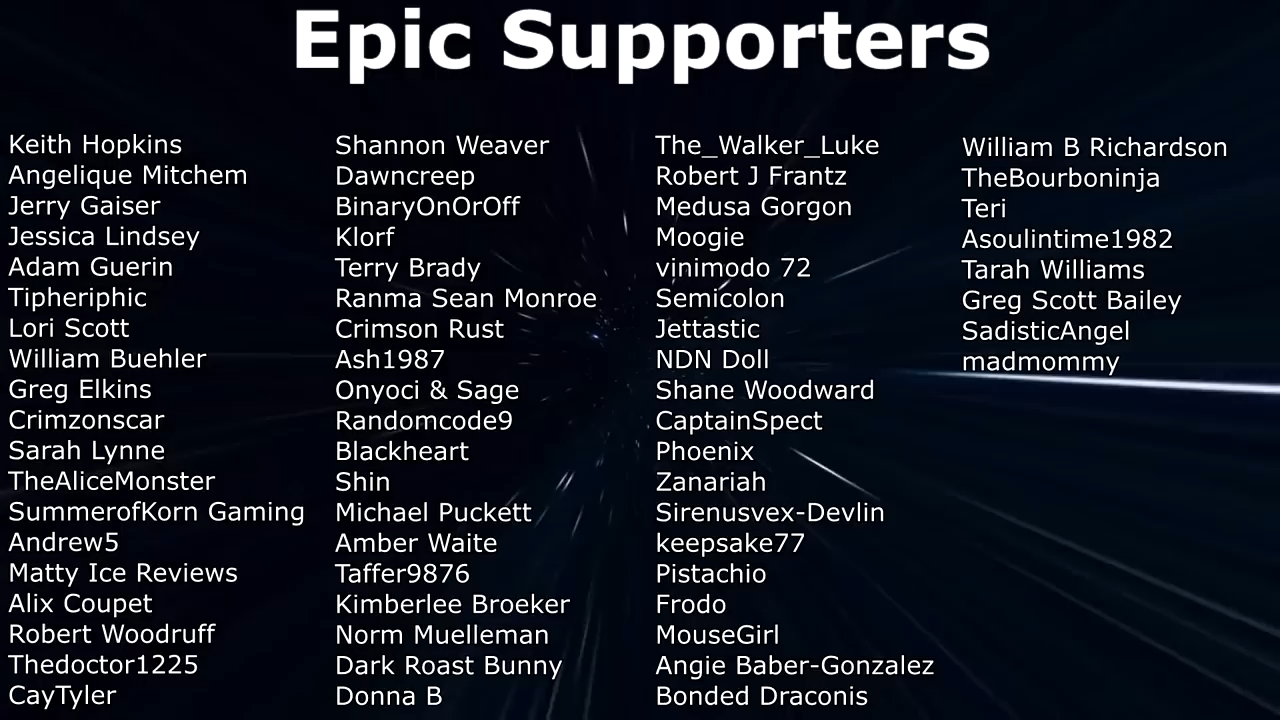 Epic Supporters
Keith Hopkins
Angelique Mitchem
Jerry Gaiser
Jessica Lindsey
Adam Guerin
Tipheriphic
Lori Scott
William Buehler
Greg Elkins
Crimzonscar
Sarah Lynne
TheAliceMonster
SummerofKorn Gaming
Andrew5
Matty Ice Reviews
Alix Coupet
Robert Woodruff
Thedoctor1225
CayTyler
Shannon Weaver
Dawncreep
BinaryOnOrOff
Klorf
Terry Brady
Ranma Sean Monroe
Crimson Rust
Ash1987
Onyoci & Sage
Randomcode9
Blackheart
Shin
Michael Puckett
Amber Waite
Taffer9876
Kimberlee Broeker
Norm Muelleman
Dark Roast Bunny
Donna B
The_Walker_Luke
Robert J Frantz
Medusa Gorgon
Moogie
vinimodo 72
Semicolon
Jettastic
NDN Doll
Shane Woodward
CaptainSpect
Phoenix
Zanariah
Sirenusvex-Devlin
keepsake77
Pistachio
Frodo
MouseGirl
Angie Baber-Gonzalez
Bonded Draconis
William B Richardson
TheBourboninja
Teri
Asoulintime1982
Tarah Williams
Greg Scott Bailey
SadisticAngel
madmommy